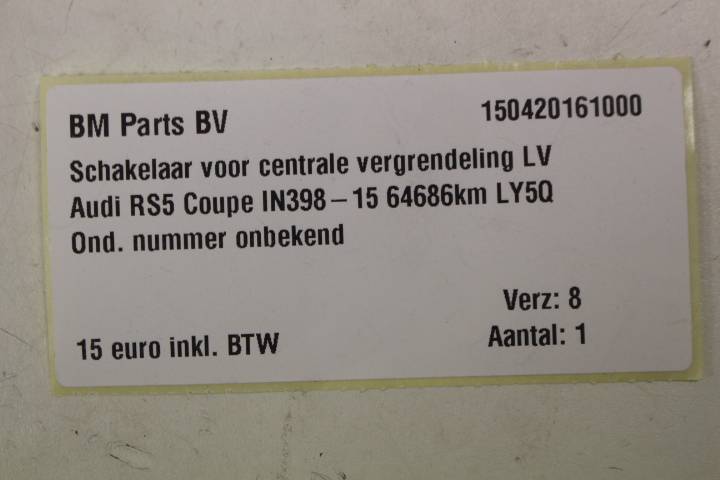 BM Parts BV 150420161000
Schakelaar voor centrale vergrendeling LV
Audi RS5 Coupe IN398–15 64686km LY5Q
Ond. nummer onbekend
Verz: 8
15 euro inkl. BTW Aantal: 1